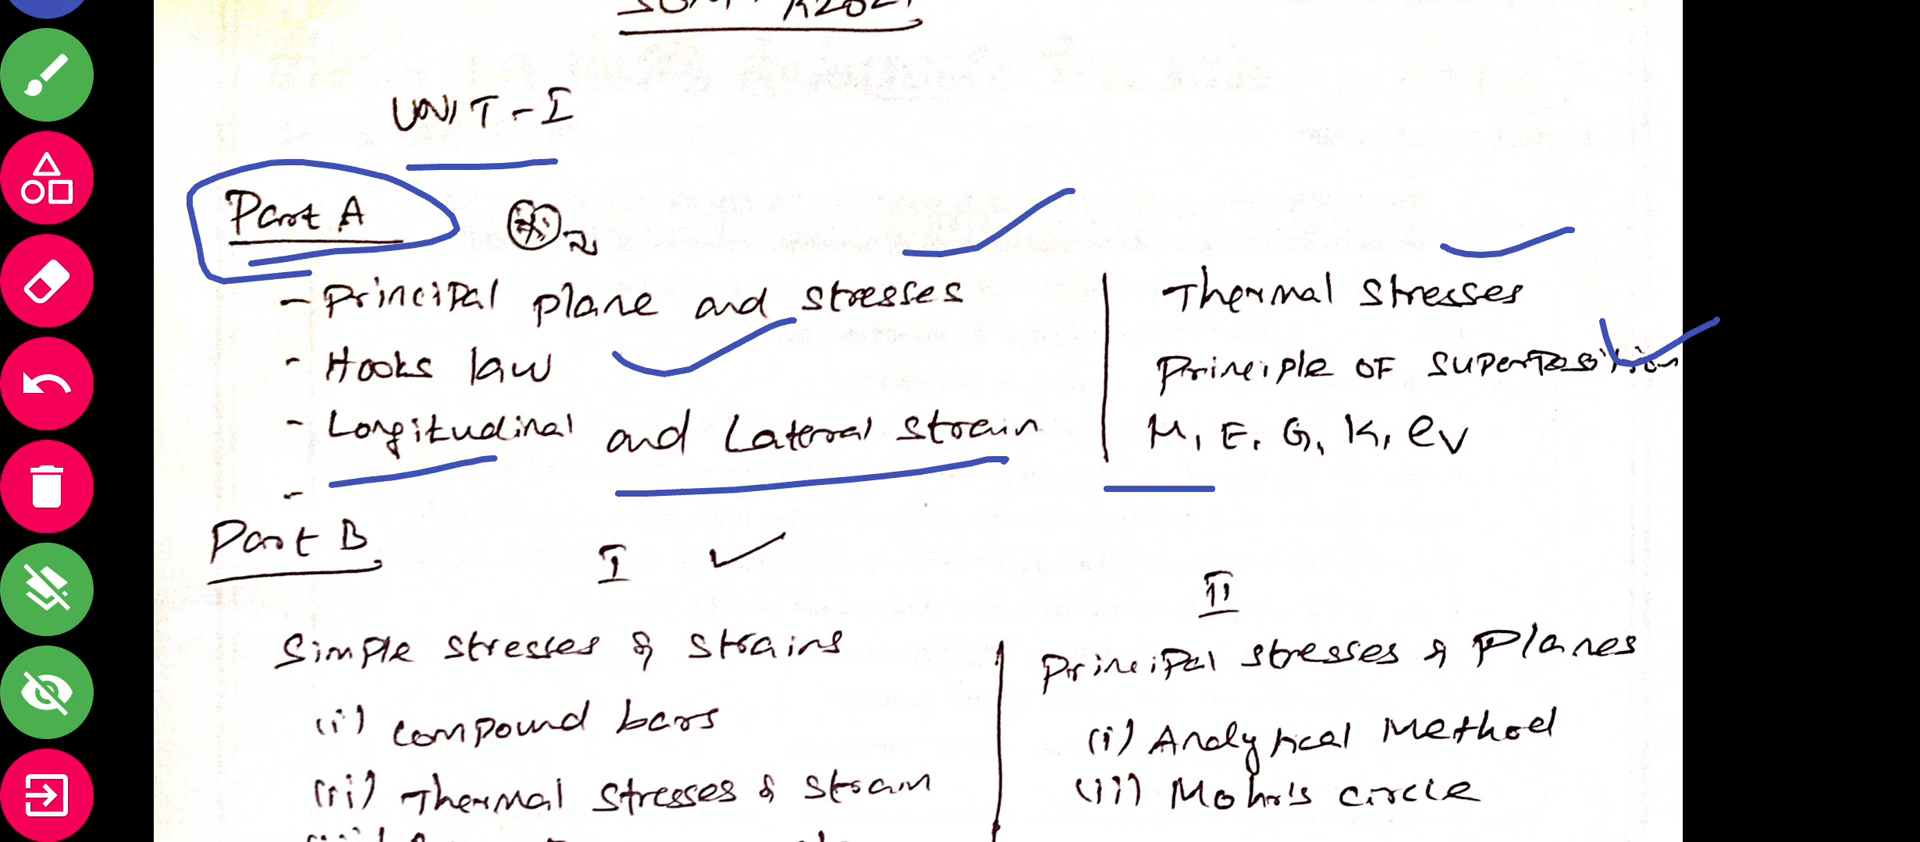 UNIT - I
Part A
- Principal plane and stresses
- Hooks law
- Longitudinal and Lateral strain
-
Thermal stresses
Principle of superposition
M, E, G, K, ev
Part B
I
Simple stresses & strains
(i) compound bars
(ii) Thermal stresses & strain
II
Principal stresses & Planes
(i) Analytical Method
(ii) Mohr's circle